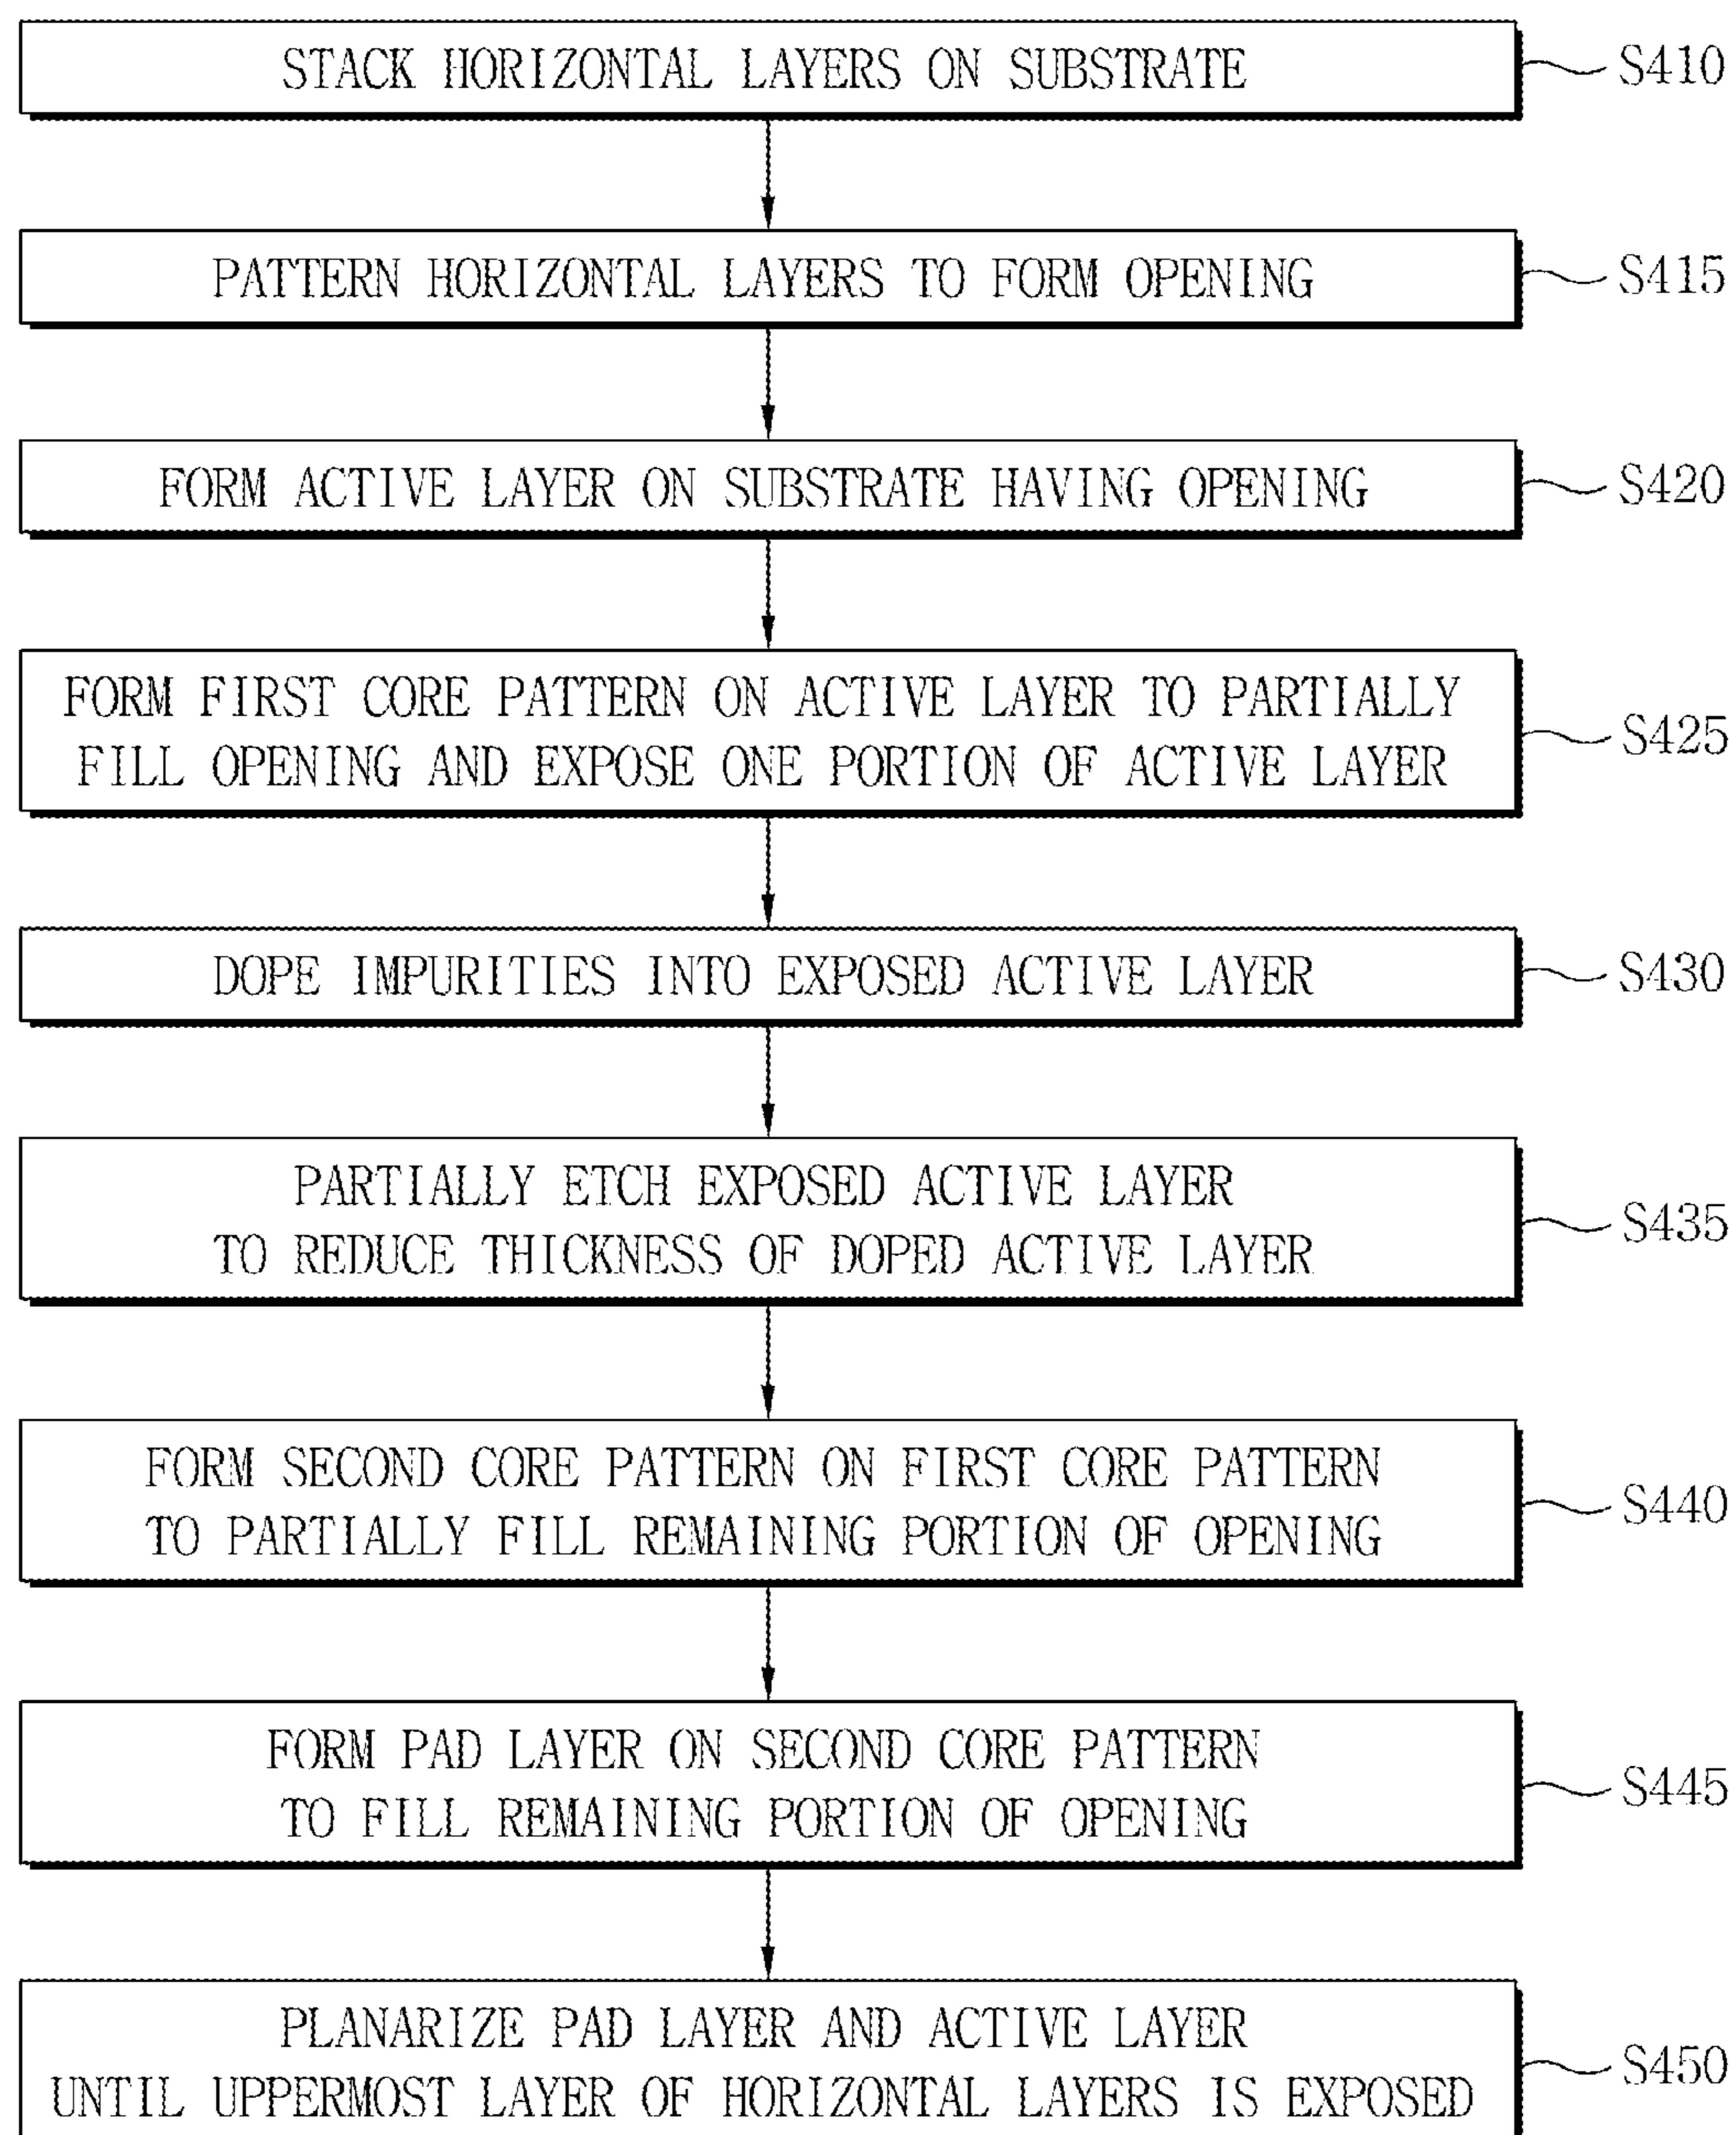 STACK HORIZONTAL LAYERS ON SUBSTRATE
S410
PATTERN HORIZONTAL LAYERS TO FORM OPENING
S415
FORM ACTIVE LAYER ON SUBSTRATE HAVING OPENING
S420
FORM FIRST CORE PATTERN ON ACTIVE LAYER TO PARTIALLY
FILL OPENING AND EXPOSE ONE PORTION OF ACTIVE LAYER
S425
DOPE IMPURITIES INTO EXPOSED ACTIVE LAYER
S430
PARTIALLY ETCH EXPOSED ACTIVE LAYER
TO REDUCE THICKNESS OF DOPED ACTIVE LAYER
S435
FORM SECOND CORE PATTERN ON FIRST CORE PATTERN
TO PARTIALLY FILL REMAINING PORTION OF OPENING
S440
FORM PAD LAYER ON SECOND CORE PATTERN
TO FILL REMAINING PORTION OF OPENING
S445
PLANARIZE PAD LAYER AND ACTIVE LAYER
UNTIL UPPERMOST LAYER OF HORIZONTAL LAYERS IS EXPOSED
S450